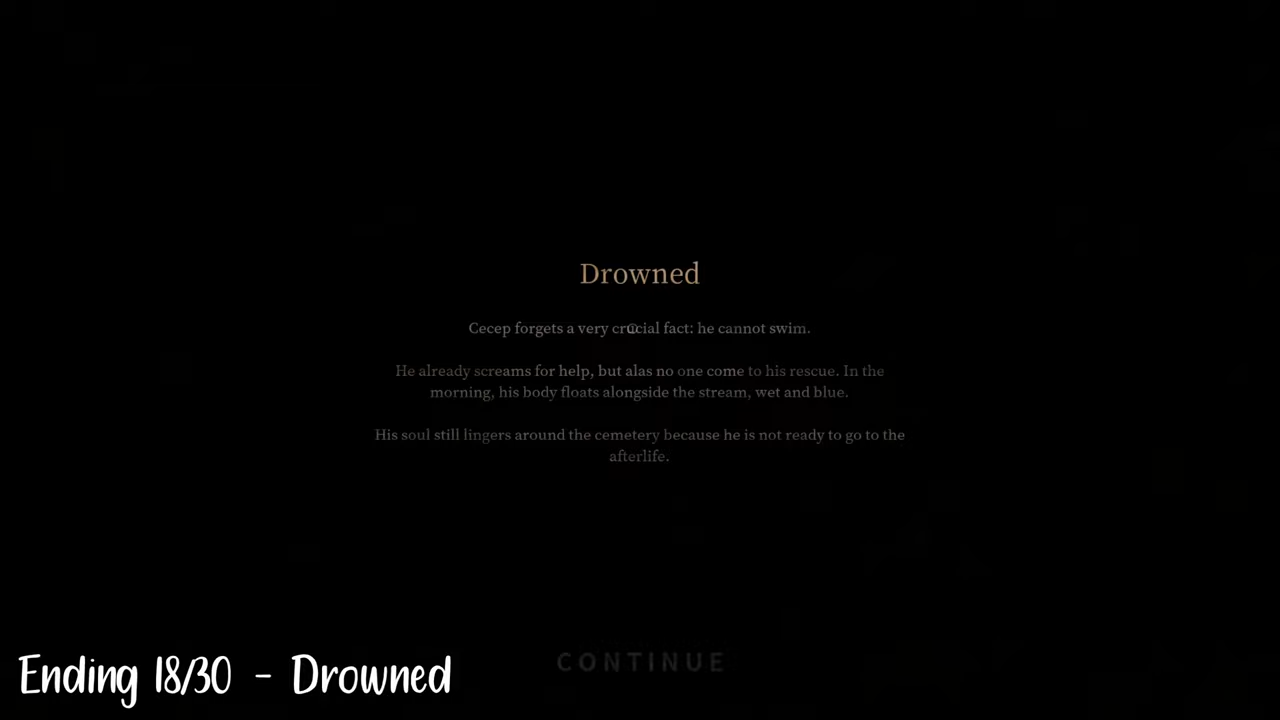 Drowned
Cecep forgets a very crucial fact: he cannot swim.
He already screams for help, but alas no one come to his rescue. In the
morning, his body floats alongside the stream, wet and blue.
His soul still lingers around the cemetery because he is not ready to go to the
afterlife.
CONTINUE
Ending 18/30 - Drowned